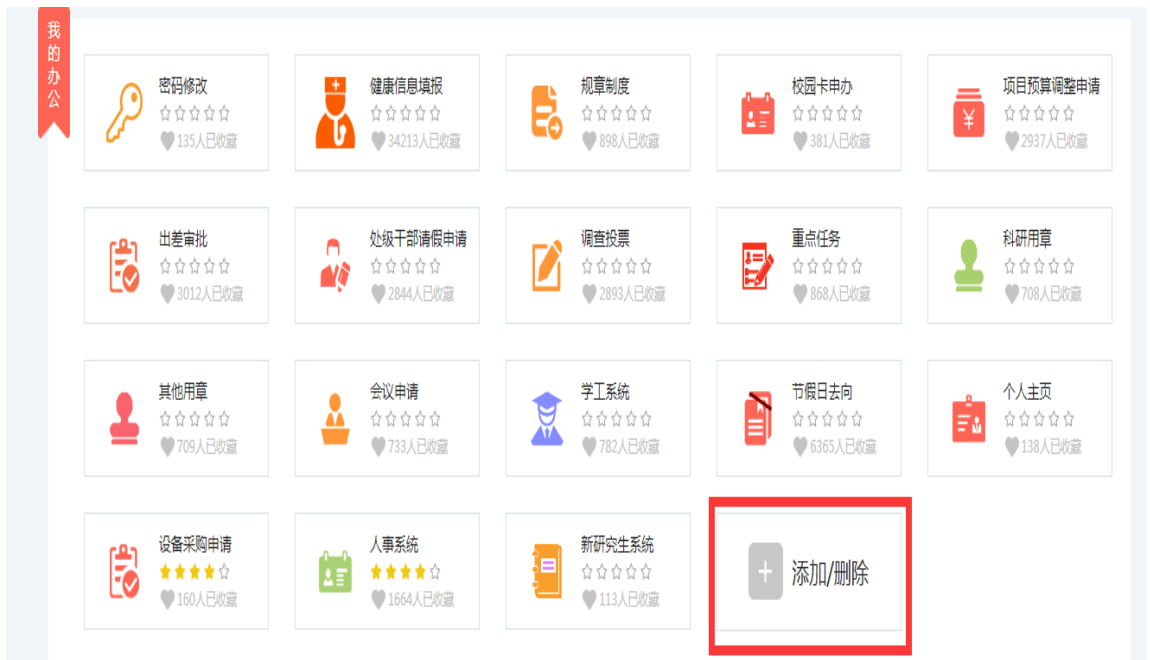 我的办公
密码修改
135人已收藏
健康信息填报
34213人已收藏
规章制度
898人已收藏
校园卡申办
381人已收藏
项目预算调整申请
2937人已收藏
出差审批
3012人已收藏
处级干部请假申请
2844人已收藏
调查投票
2893人已收藏
重点任务
868人已收藏
科研用章
708人已收藏
其他用章
709人已收藏
会议申请
733人已收藏
学工系统
782人已收藏
节假日去向
6365人已收藏
个人主页
138人已收藏
设备采购申请
160人已收藏
人事系统
1664人已收藏
新研究生系统
113人已收藏
添加/删除